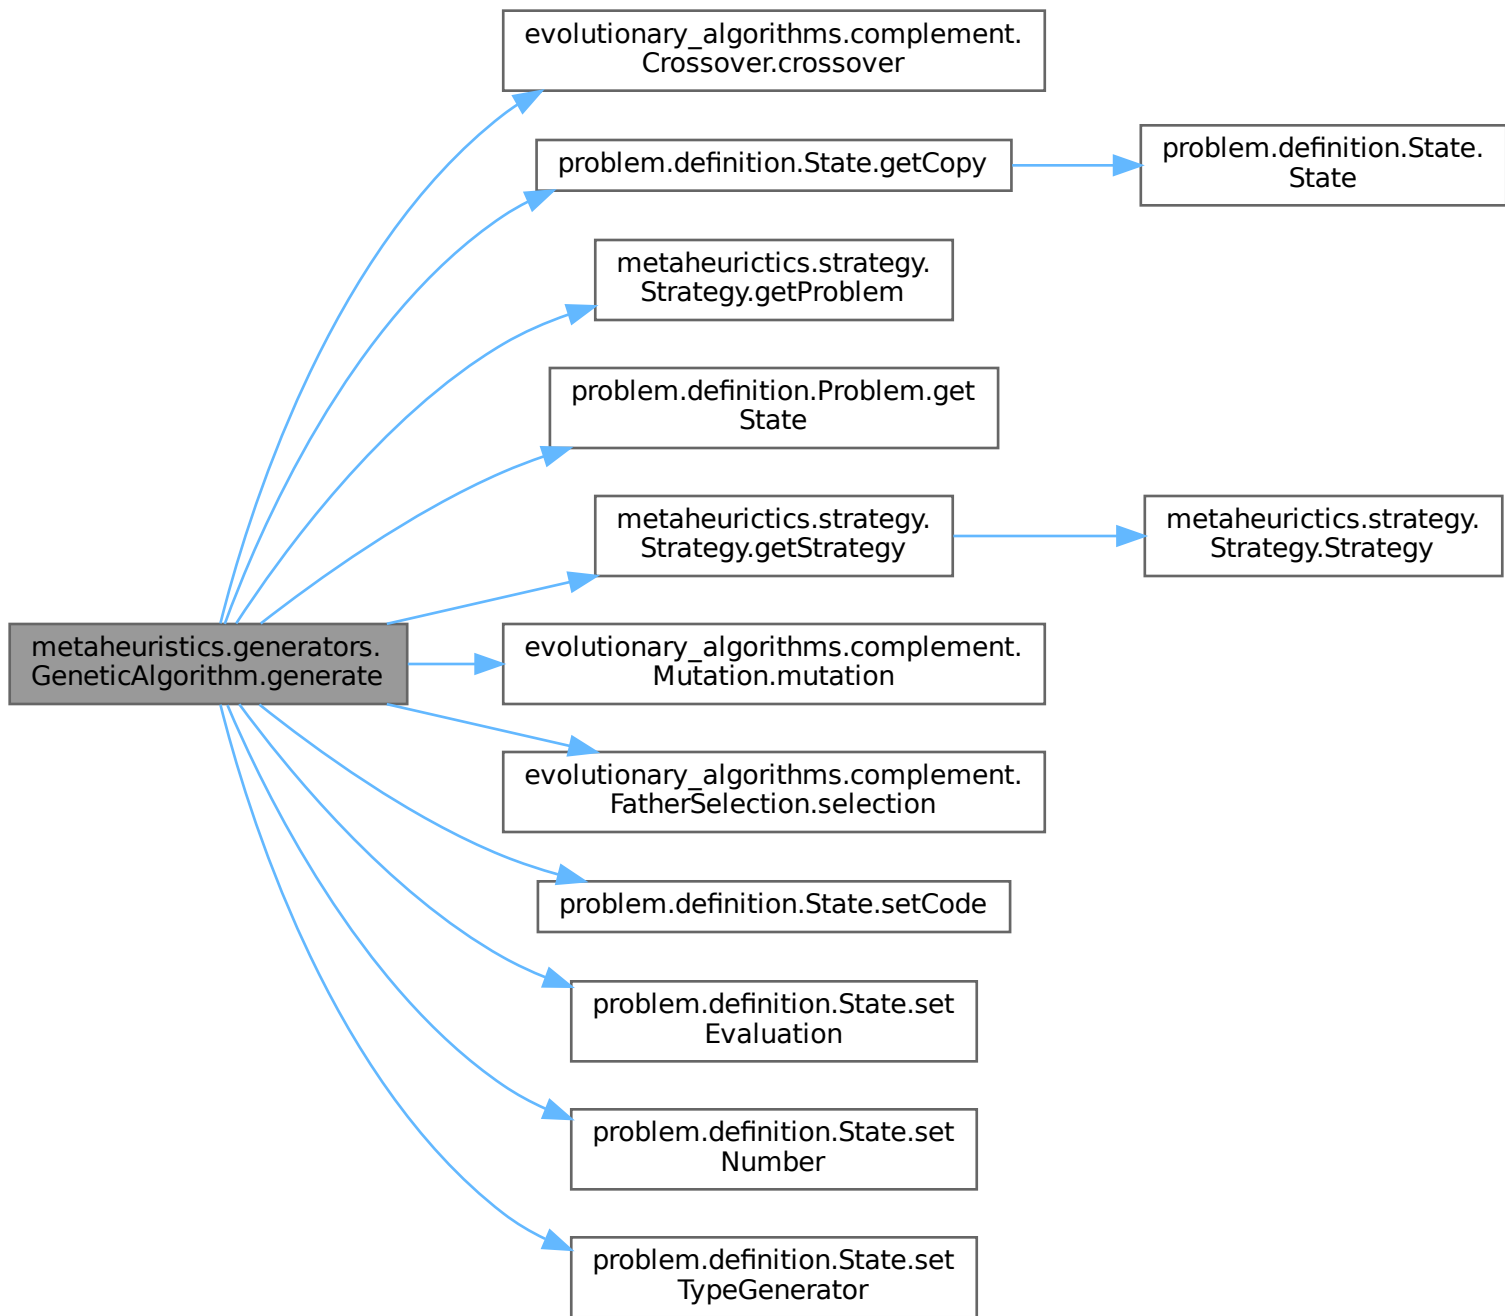 evolutionary_algorithms.complement.
Crossover.crossover
problem.definition.State.getCopy
problem.definition.State.
State
metaheurictics.strategy.
Strategy.getProblem
problem.definition.Problem.get
State
metaheurictics.strategy.
Strategy.getStrategy
metaheurictics.strategy.
Strategy.Strategy
metaheuristics.generators.
GeneticAlgorithm.generate
evolutionary_algorithms.complement.
Mutation.mutation
evolutionary_algorithms.complement.
FatherSelection.selection
problem.definition.State.setCode
problem.definition.State.set
Evaluation
problem.definition.State.set
Number
problem.definition.State.set
TypeGenerator